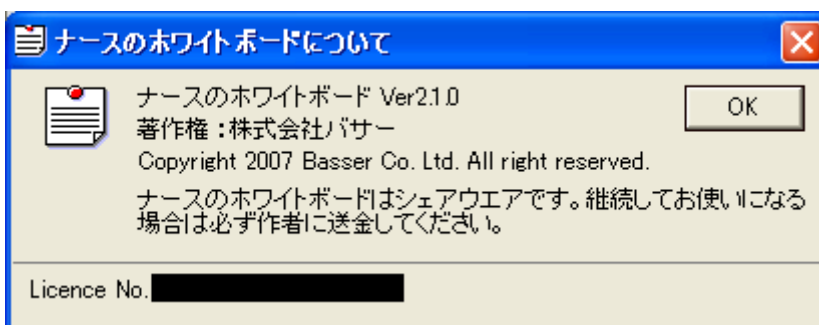 ナースのホワイトボードについて
ナースのホワイトボード Ver2.1.0
OK
著作権:株式会社バサー
Copyright 2007 Basser Co. Ltd. All right reserved.
ナースのホワイトボードはシェアウエアです。継続してお使いになる
場合は必ず作者に送金してください。
Licence No.